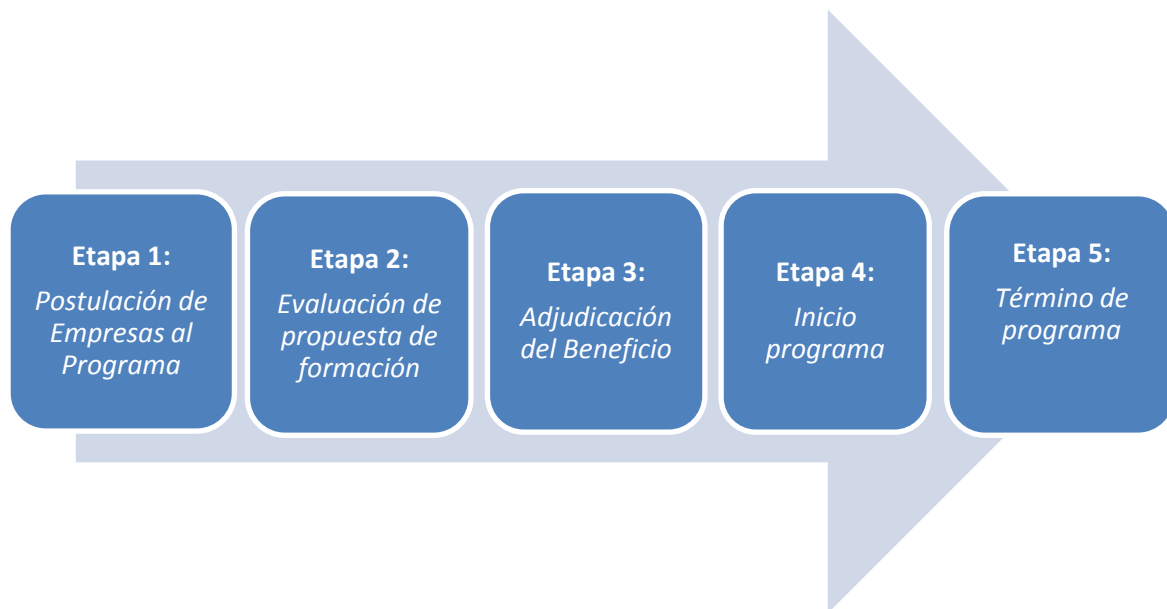 Etapa 1:
Postulación de
Empresas al
Programa
Etapa 2:
Evaluación de
propuesta de
formación
Etapa 3:
Adjudicación
del Beneficio
Etapa 4:
Inicio
programa
Etapa 5:
Término de
programa